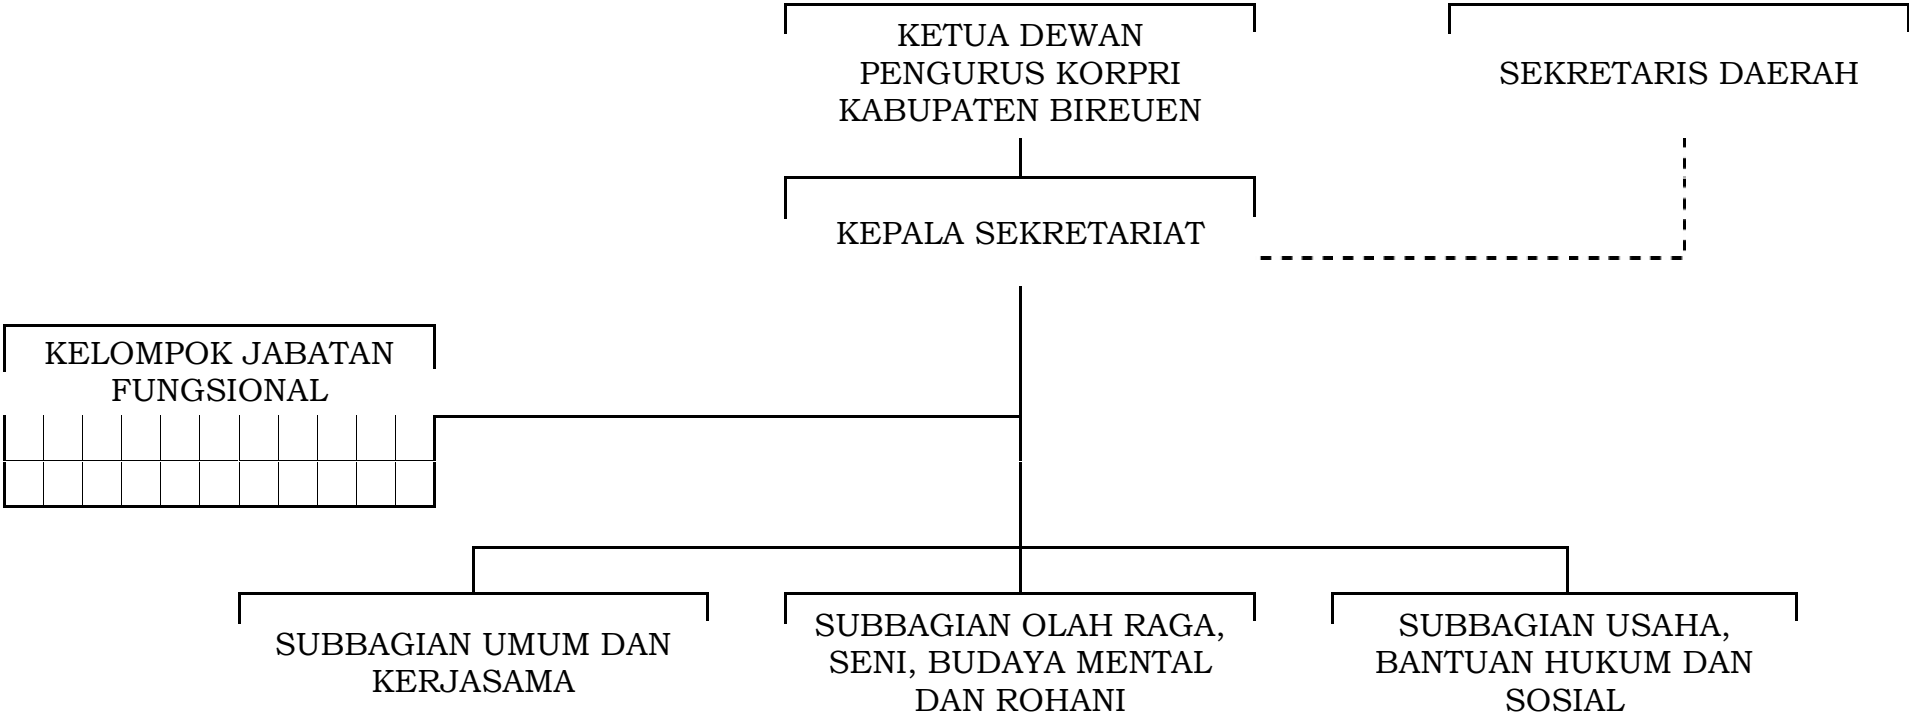 KETUA DEWAN
PENGURUS KORPRI
KABUPATEN BIREUEN
SEKRETARIS DAERAH
KEPALA SEKRETARIAT
KELOMPOK JABATAN
FUNGSIONAL
SUBBAGIAN UMUM DAN
KERJASAMA
SUBBAGIAN OLAH RAGA,
SENI, BUDAYA MENTAL
DAN ROHANI
SUBBAGIAN USAHA,
BANTUAN HUKUM DAN
SOSIAL